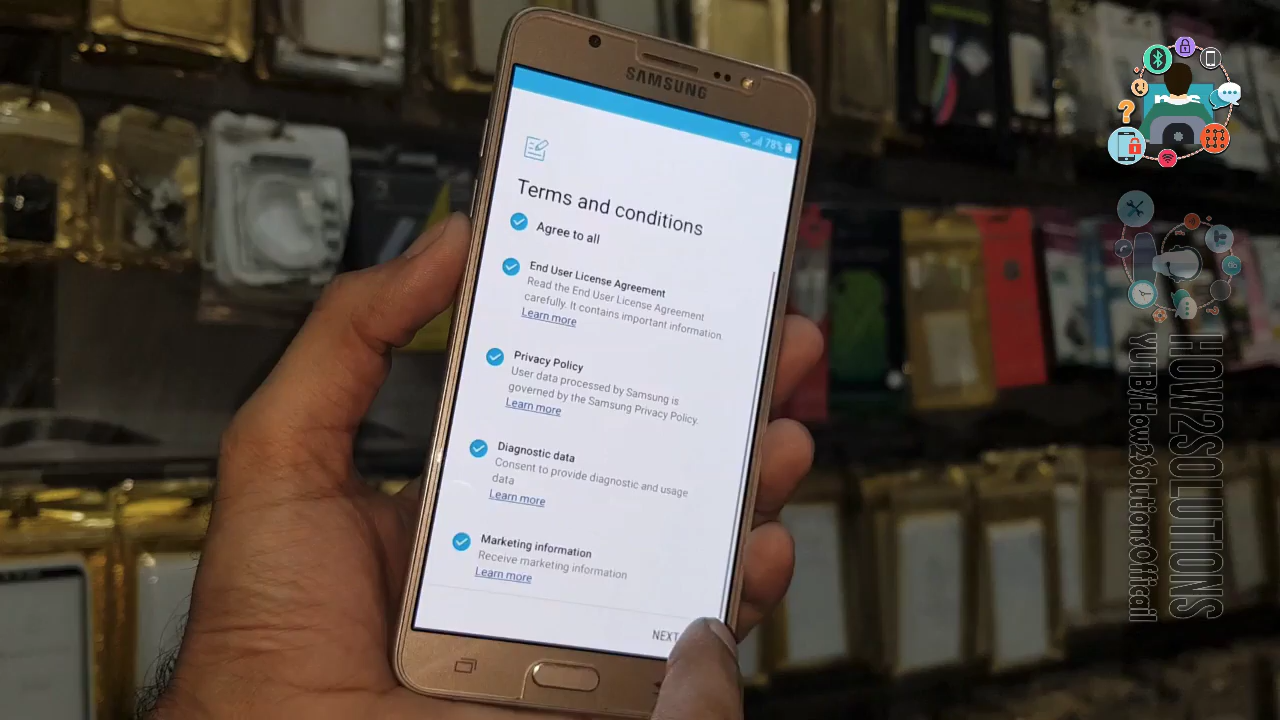 SAMSUNG
78%
Terms and conditions
Agree to all
End User License Agreement
Read the End User License Agreement
carefully. It contains important information.
Learn more
Privacy Policy
User data processed by Samsung is
governed by the Samsung Privacy Policy.
Learn more
Diagnostic data
Consent to provide diagnostic and usage
data
Learn more
Marketing information
Receive marketing information
Learn more
NEXT
HOW2SOLUTIONS
YUTB/How2SolutionsOffcail